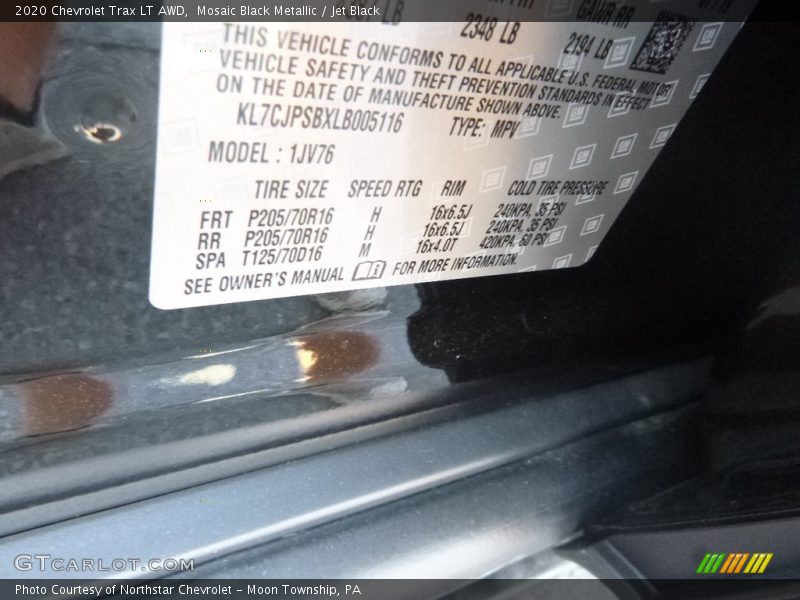 2020 Chevrolet Trax LT AWD, Mosaic Black Metallic / Jet Black
LB
2348 LB
GAWR RR
2194 LB
THIS VEHICLE CONFORMS TO ALL APPLICABLE U.S. FEDERAL MOTOR
VEHICLE SAFETY AND THEFT PREVENTION STANDARDS IN EFFECT
ON THE DATE OF MANUFACTURE SHOWN ABOVE.
KL7CJPSBXLB005116 TYPE: MPV
MODEL : 1JV76
TIRE SIZE SPEED RTG RIM COLD TIRE PRESSURE
FRT P205/70R16 H 16x6.5J 240KPA, 35 PSI
RR P205/70R16 H 16x6.5J 240KPA, 35 PSI
SPA T125/70D16 M 16x4.0T 420KPA, 60 PSI
SEE OWNER'S MANUAL FOR MORE INFORMATION.
GTCARLOT.COM
Photo Courtesy of Northstar Chevrolet - Moon Township, PA